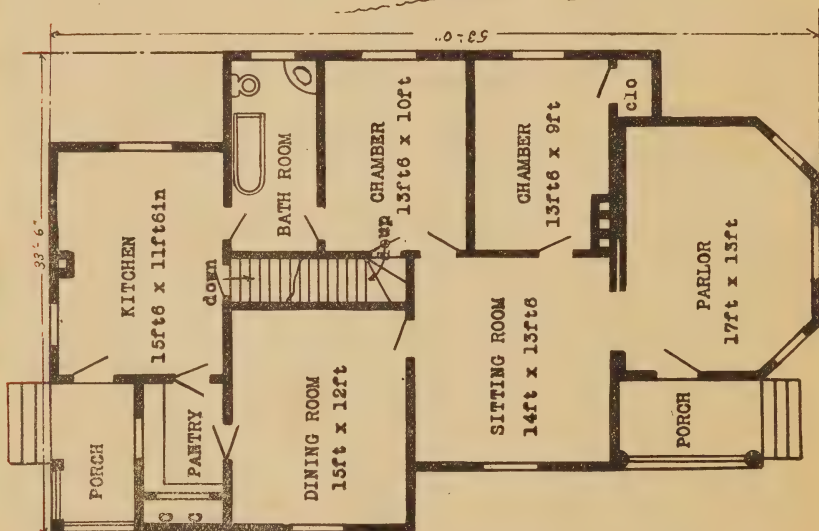 53'-0"
33'-6"
KITCHEN
15ft6 x 11ft6in
BATH ROOM
CHAMBER
13ft6 x 10ft
CHAMBER
13ft6 x 9ft
clo
down
up
PARLOR
17ft x 13ft
SITTING ROOM
14ft x 13ft6
DINING ROOM
15ft x 12ft
PANTRY
C C
PORCH
PORCH